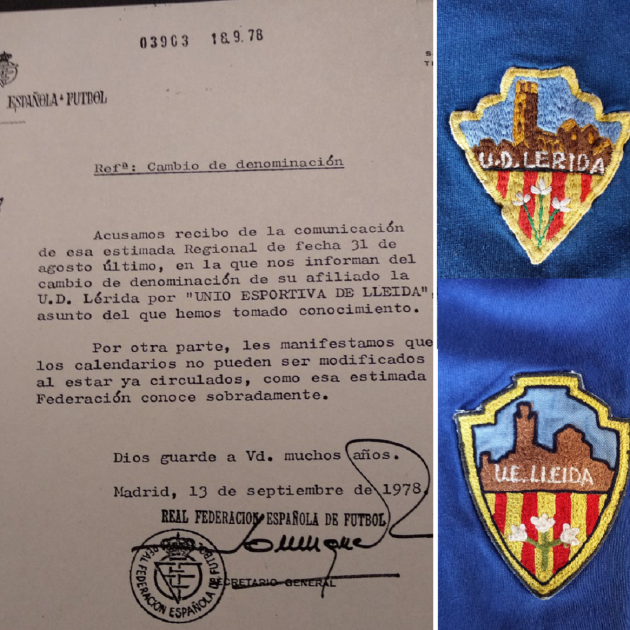 03903 18.9.78
ESPAÑOLA DE FUTBOL
Refª: Cambio de denominación
Acusamos recibo de la comunicación
de esa estimada Regional de fecha 31 de
agosto último, en la que nos informan del
cambio de denominación de su afiliado la
U.D. Lérida por "UNIO ESPORTIVA DE LLEIDA",
asunto del que hemos tomado conocimiento.
Por otra parte, les manifestamos que
los calendarios no pueden ser modificados
al estar ya circulados, como esa estimada
Federación conoce sobradamente.
Dios guarde a Vd. muchos años.
Madrid, 13 de septiembre de 1978,
REAL FEDERACION ESPAÑOLA DE FUTBOL
SECRETARIO GENERAL
REAL FEDERACION ESPAÑOLA DE FUTBOL
U.D. LERIDA
U.E. LLEIDA